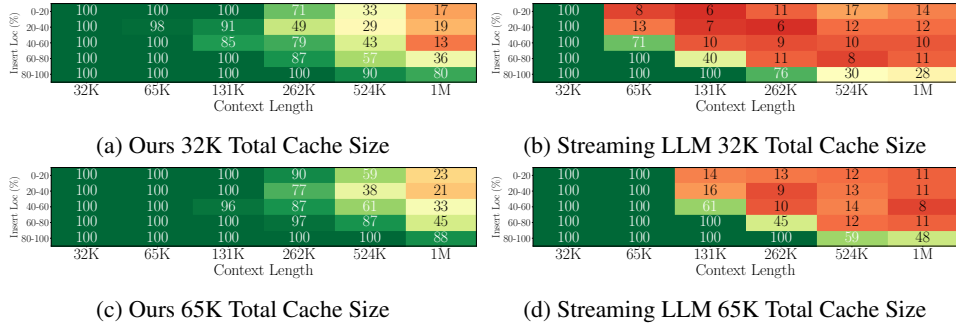 Insert Loc (%)
0-20 100 100 100 71 33 17
20-40 100 98 91 49 29 19
40-60 100 100 85 79 43 13
60-80 100 100 100 87 57 36
80-100 100 100 100 100 90 80
32K 65K 131K 262K 524K 1M
Context Length
(a) Ours 32K Total Cache Size
Insert Loc (%)
0-20 100 8 6 11 17 14
20-40 100 13 7 6 12 12
40-60 100 71 10 9 10 10
60-80 100 100 40 11 8 11
80-100 100 100 100 76 30 28
32K 65K 131K 262K 524K 1M
Context Length
(b) Streaming LLM 32K Total Cache Size
Insert Loc (%)
0-20 100 100 100 90 59 23
20-40 100 100 100 77 38 21
40-60 100 100 96 87 61 33
60-80 100 100 100 97 87 45
80-100 100 100 100 100 100 88
32K 65K 131K 262K 524K 1M
Context Length
(c) Ours 65K Total Cache Size
Insert Loc (%)
0-20 100 100 14 13 12 11
20-40 100 100 16 9 13 11
40-60 100 100 61 10 14 8
60-80 100 100 100 45 12 11
80-100 100 100 100 100 59 48
32K 65K 131K 262K 524K 1M
Context Length
(d) Streaming LLM 65K Total Cache Size